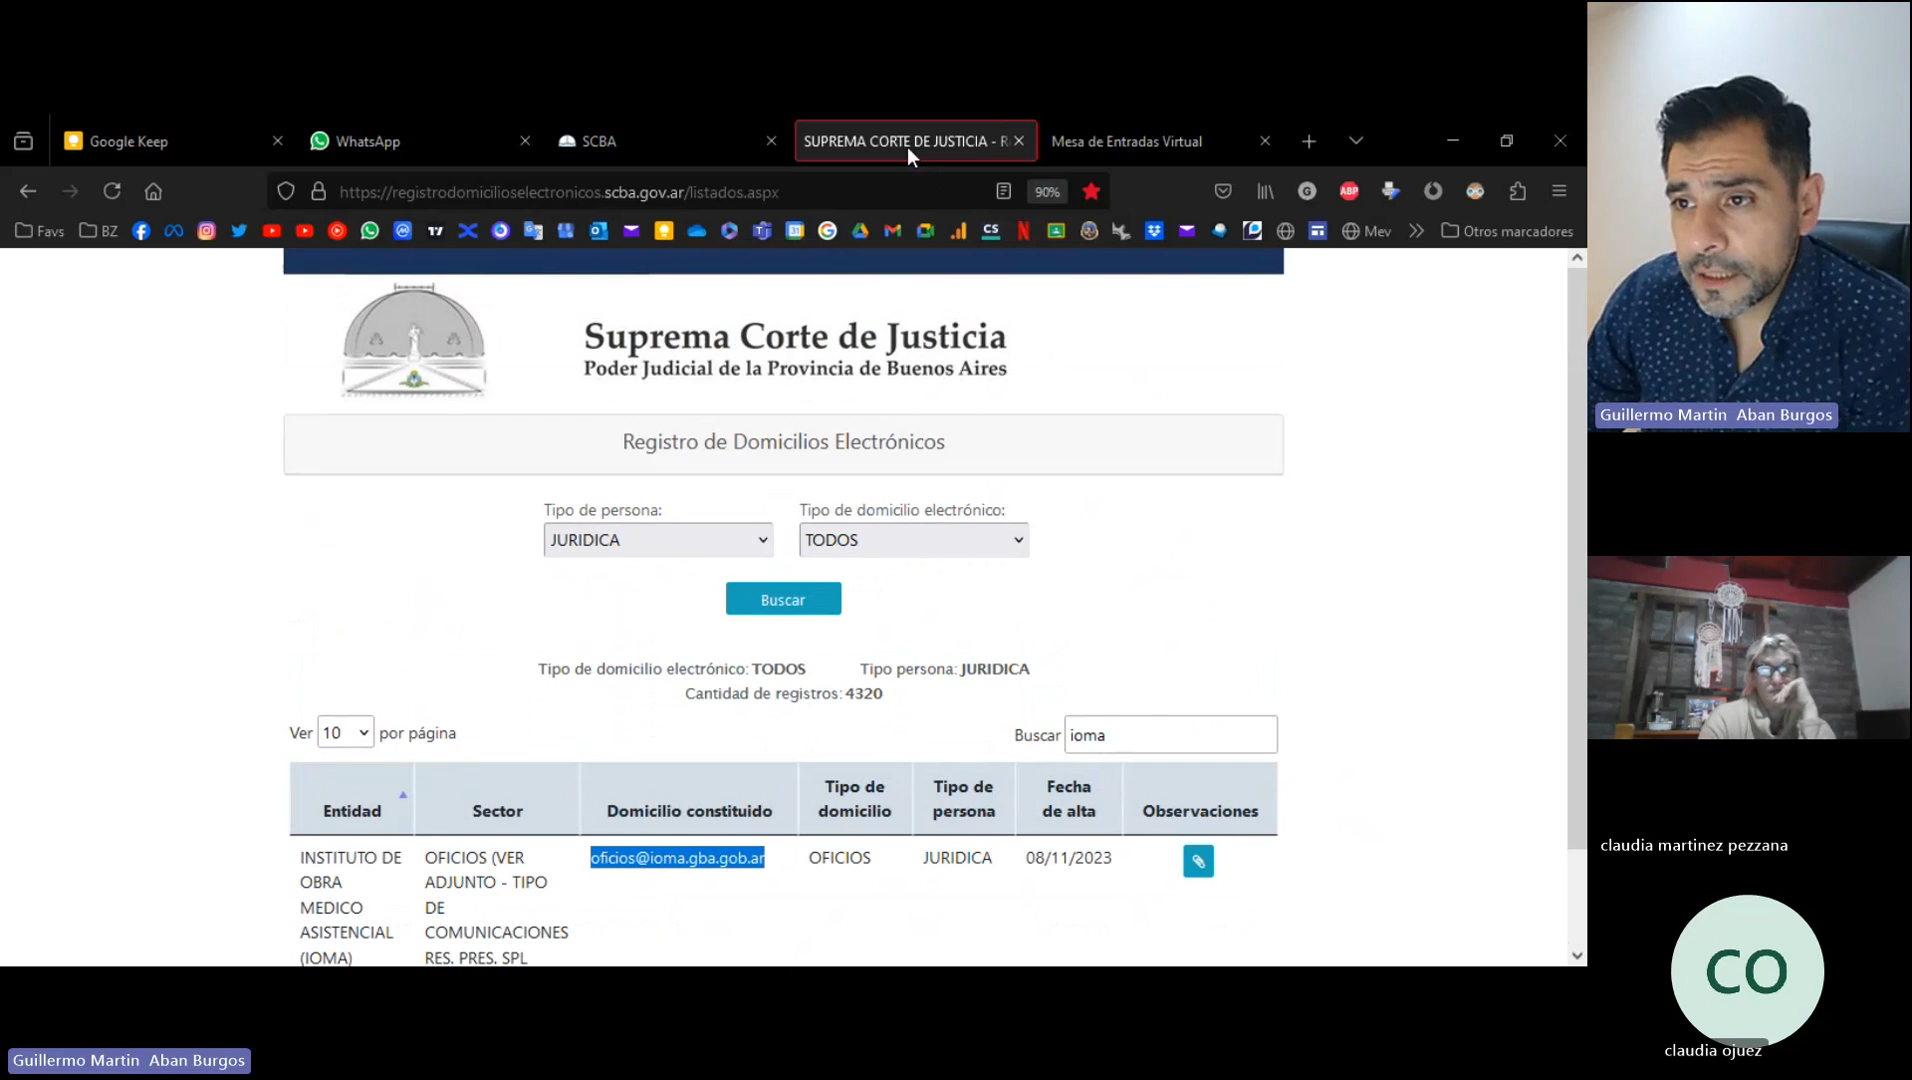 Google Keep
WhatsApp
SCBA
SUPREMA CORTE DE JUSTICIA - R
Mesa de Entradas Virtual
https://registrodomicilioselectronicos.scba.gov.ar/listados.aspx
90%
G
ABP
Favs
BZ
CS
N
Mev
Otros marcadores
Suprema Corte de Justicia
Poder Judicial de la Provincia de Buenos Aires
Registro de Domicilios Electrónicos
Tipo de persona:
Tipo de domicilio electrónico:
JURIDICA
TODOS
Buscar
Tipo de domicilio electrónico: TODOS
Tipo persona: JURIDICA
Cantidad de registros: 4320
Ver 10 por página
Buscar ioma
Entidad
Sector
Domicilio constituido
Tipo de domicilio
Tipo de persona
Fecha de alta
Observaciones
INSTITUTO DE
OBRA
MEDICO
ASISTENCIAL
(IOMA)
OFICIOS (VER
ADJUNTO - TIPO
DE
COMUNICACIONES
RES. PRES. SPL
oficios@ioma.gba.gob.ar
OFICIOS
JURIDICA
08/11/2023
Guillermo Martin Aban Burgos
claudia martinez pezzana
CO
claudia ojuez
Guillermo Martin Aban Burgos